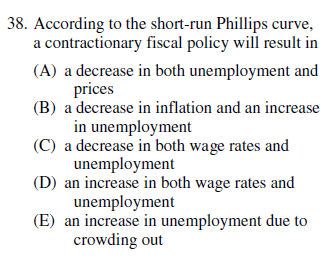 38. According to the short-run Phillips curve,
a contractionary fiscal policy will result in
(A) a decrease in both unemployment and
prices
(B) a decrease in inflation and an increase
in unemployment
(C) a decrease in both wage rates and
unemployment
(D) an increase in both wage rates and
unemployment
(E) an increase in unemployment due to
crowding out